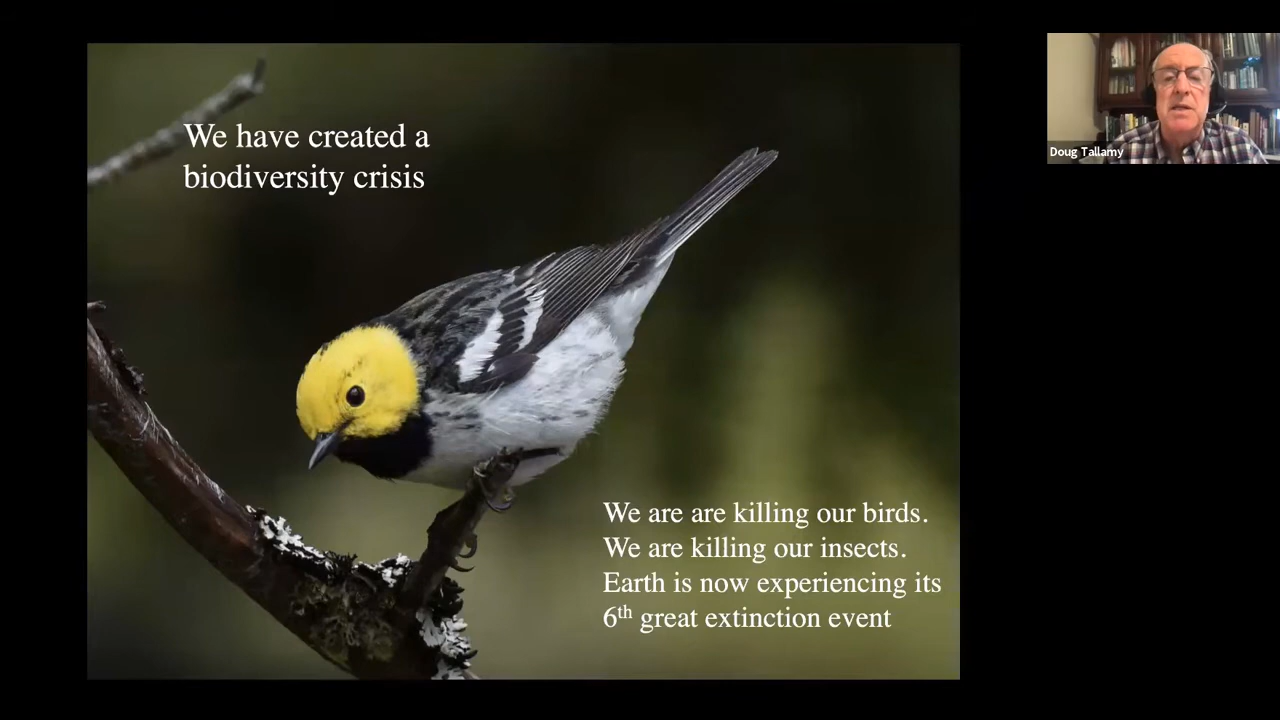 We have created a
biodiversity crisis
We are are killing our birds.
We are killing our insects.
Earth is now experiencing its
6th great extinction event
Doug Tallamy